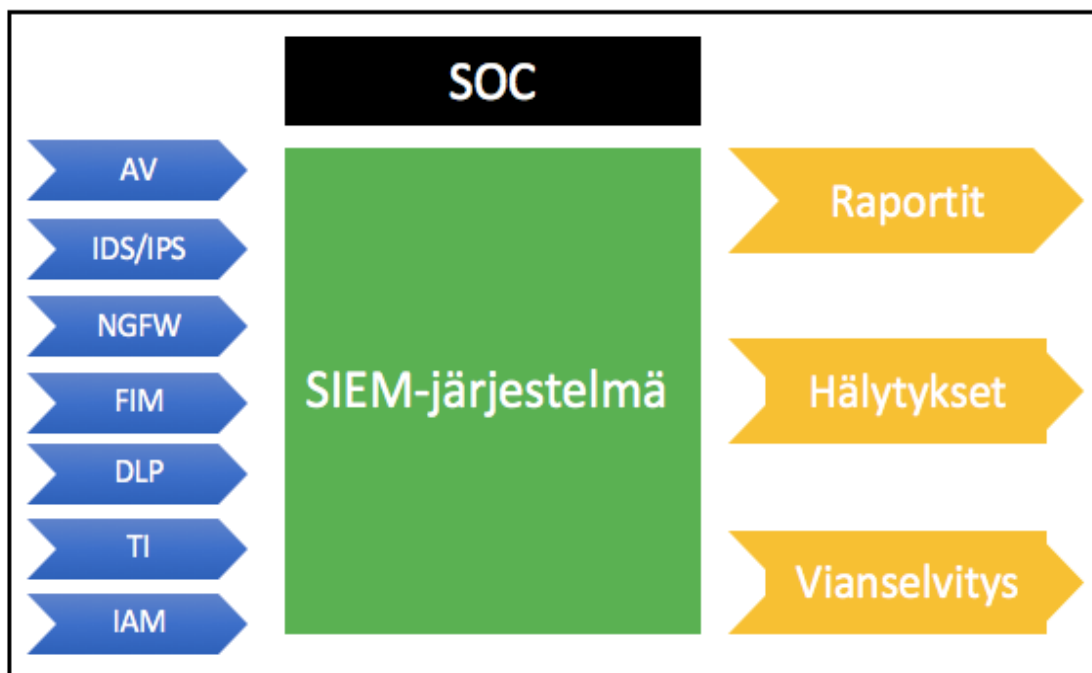 SOC
AV
IDS/IPS
NGFW
FIM
DLP
TI
IAM
SIEM-järjestelmä
Raportit
Hälytykset
Vianselvitys